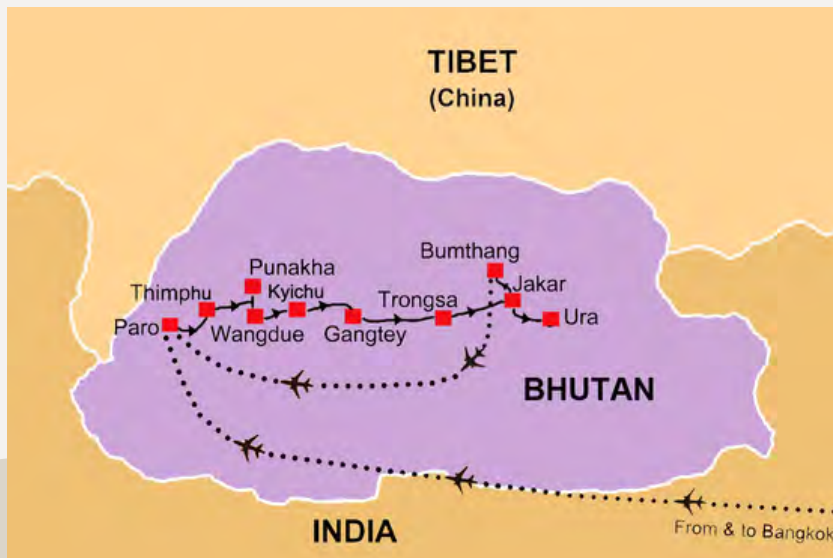 TIBET
(China)
Bumthang
Punakha
Jakar
Thimphu
Kyichu
Trongsa
Paro
Wangdue
Gangtey
Ura
BHUTAN
INDIA
From & to Bangkok